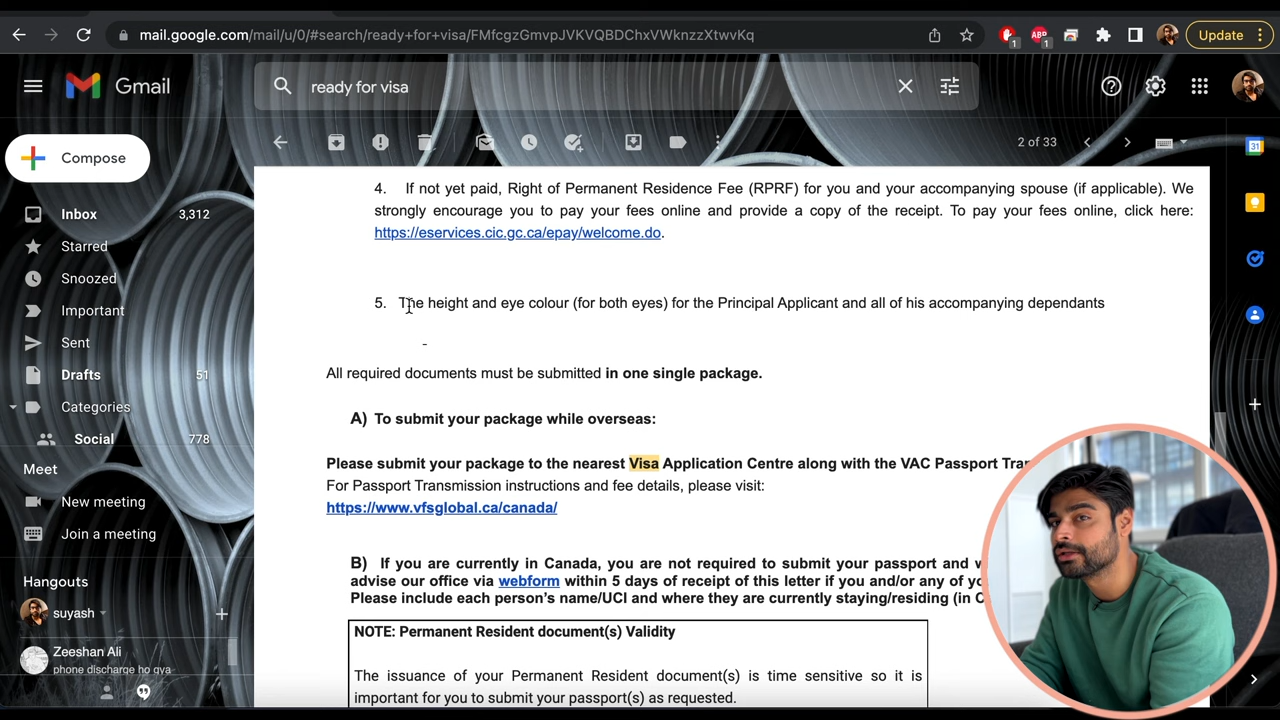 mail.google.com/mail/u/0/#search/ready+for+visa/FMfcgzGmvpJVKVQBDChxVWknzzXtwvKq
1
ABP
1
Update
Gmail
ready for visa
Compose
2 of 33
31
Inbox 3,312
Starred
Snoozed
Important
Sent
Drafts 51
Categories
Social 778
Meet
New meeting
Join a meeting
Hangouts
suyash
Zeeshan Ali
phone discharge ho gya
4. If not yet paid, Right of Permanent Residence Fee (RPRF) for you and your accompanying spouse (if applicable). We
strongly encourage you to pay your fees online and provide a copy of the receipt. To pay your fees online, click here:
https://eservices.cic.gc.ca/epay/welcome.do.
5. The height and eye colour (for both eyes) for the Principal Applicant and all of his accompanying dependants
-
All required documents must be submitted in one single package.
A) To submit your package while overseas:
Please submit your package to the nearest Visa Application Centre along with the VAC Passport
For Passport Transmission instructions and fee details, please visit:
https://www.vfsglobal.ca/canada/
B) If you are currently in Canada, you are not required to submit your passport and
advise our office via webform within 5 days of receipt of this letter if you and/or any of
Please include each person's name/UCI and where they are currently staying/residing (in
NOTE: Permanent Resident document(s) Validity
The issuance of your Permanent Resident document(s) is time sensitive so it is
important for you to submit your passport(s) as requested.